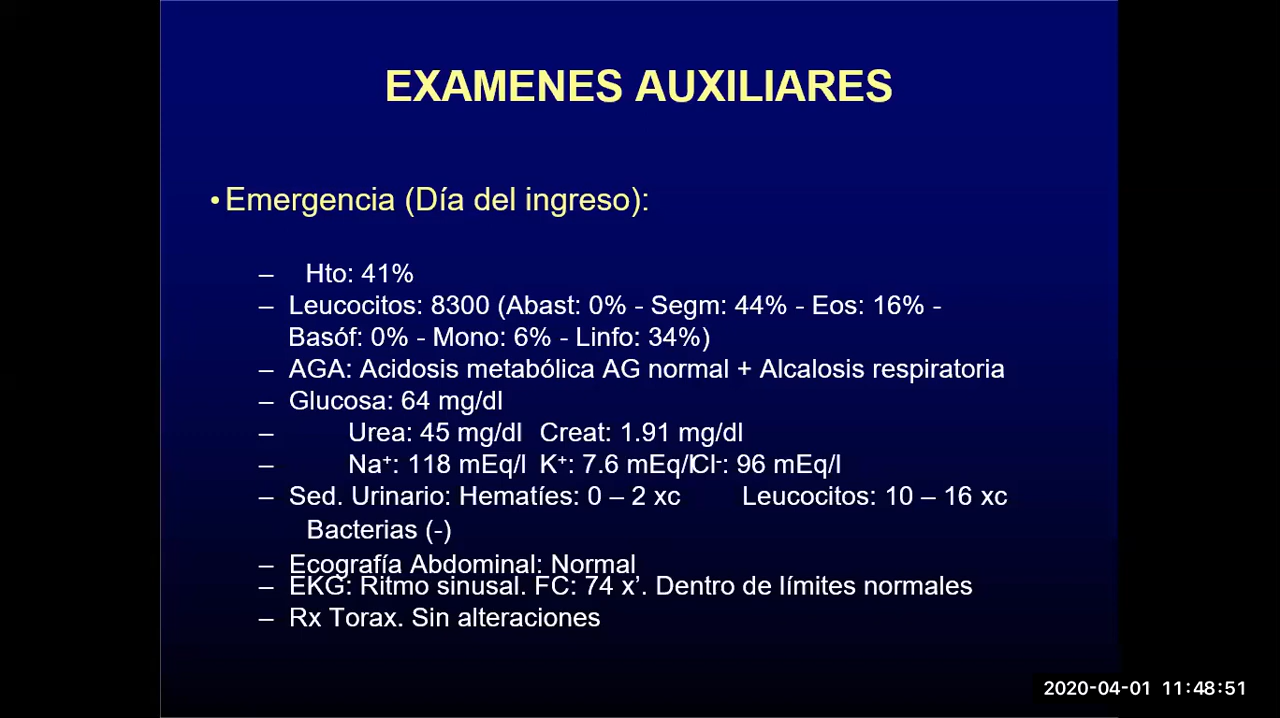 EXAMENES AUXILIARES
• Emergencia (Día del ingreso):
– Hto: 41%
– Leucocitos: 8300 (Abast: 0% - Segm: 44% - Eos: 16% -
Basóf: 0% - Mono: 6% - Linfo: 34%)
– AGA: Acidosis metabólica AG normal + Alcalosis respiratoria
– Glucosa: 64 mg/dl
– Urea: 45 mg/dl Creat: 1.91 mg/dl
– Na⁺: 118 mEq/l K⁺: 7.6 mEq/l Cl⁻: 96 mEq/l
– Sed. Urinario: Hematíes: 0 – 2 xc Leucocitos: 10 – 16 xc
Bacterias (-)
– Ecografía Abdominal: Normal
– EKG: Ritmo sinusal. FC: 74 x’. Dentro de límites normales
– Rx Torax. Sin alteraciones
2020-04-01 11:48:51